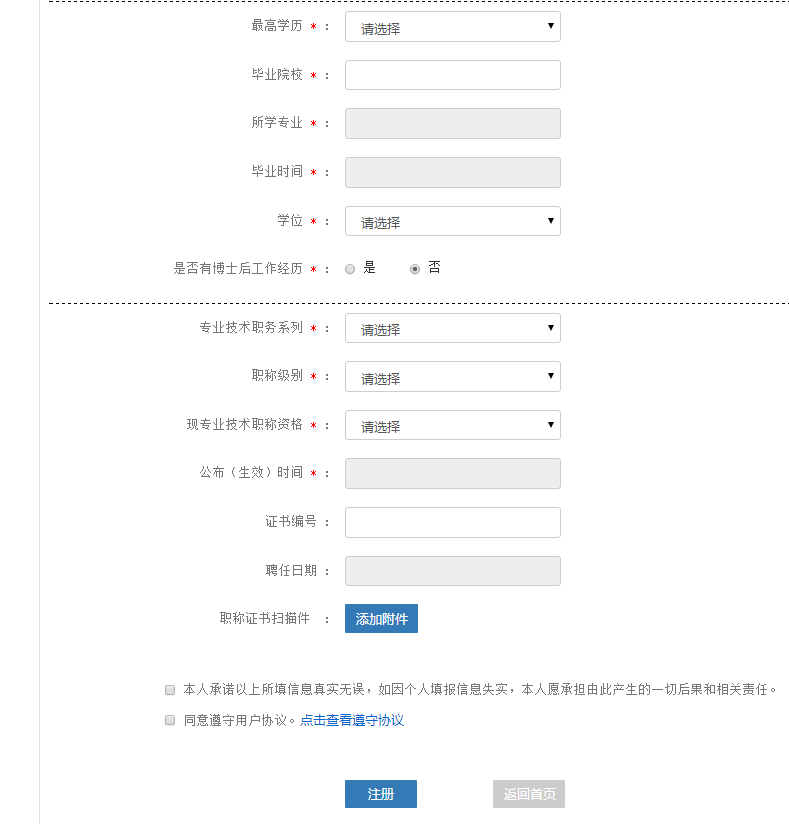 最高学历 * ： 请选择
毕业院校 * ：
所学专业 * ：
毕业时间 * ：
学位 * ： 请选择
是否有博士后工作经历 * ： 是 否
专业技术职务系列 * ： 请选择
职称级别 * ： 请选择
现专业技术职称资格 * ： 请选择
公布（生效）时间 * ：
证书编号 ：
聘任日期 ：
职称证书扫描件 ： 添加附件
本人承诺以上所填信息真实无误，如因个人填报信息失实，本人愿承担由此产生的一切后果和相关责任。
同意遵守用户协议。点击查看遵守协议
注册 返回首页